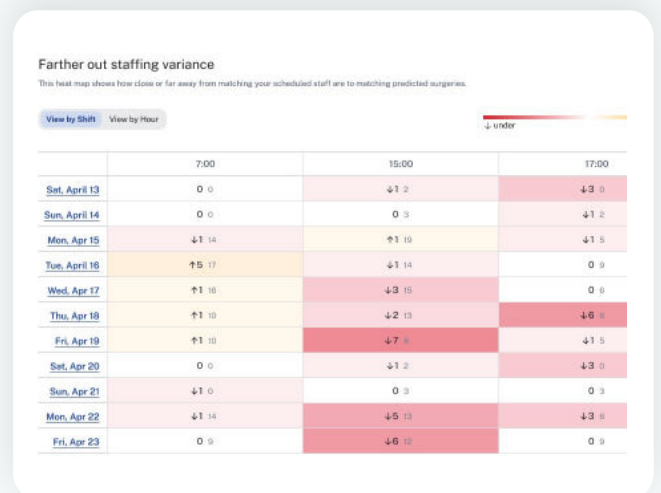 Farther out staffing variance
This heat map shows how close or far away from matching your scheduled staff are to matching predicted surgeries.
View by Shift View by Hour
↓ under
7:00 15:00 17:00
Sat, April 13 0 0 ↓1 2 ↓3 0
Sun, April 14 0 0 0 3 ↓1 2
Mon, Apr 15 ↓1 14 ↑1 19 ↓1 5
Tue, April 16 ↑5 17 ↓1 14 0 9
Wed, Apr 17 ↑1 ↓3 15 0
Thu, Apr 18 ↑1 ↓2 13 ↓6
Fri, Apr 19 ↑1 ↓7 ↓1 5
Sat, Apr 20 0 0 ↓1 2 ↓3 0
Sun, Apr 21 ↓1 0 0 3 0 3
Mon, Apr 22 ↓1 14 ↓5 13 ↓3
Fri, Apr 23 0 9 ↓6 12 0 9